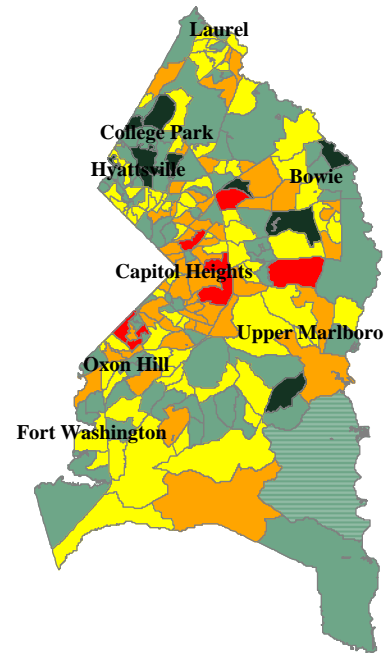 Laurel
College Park
Hyattsville
Bowie
Capitol Heights
Upper Marlboro
Oxon Hill
Fort Washington